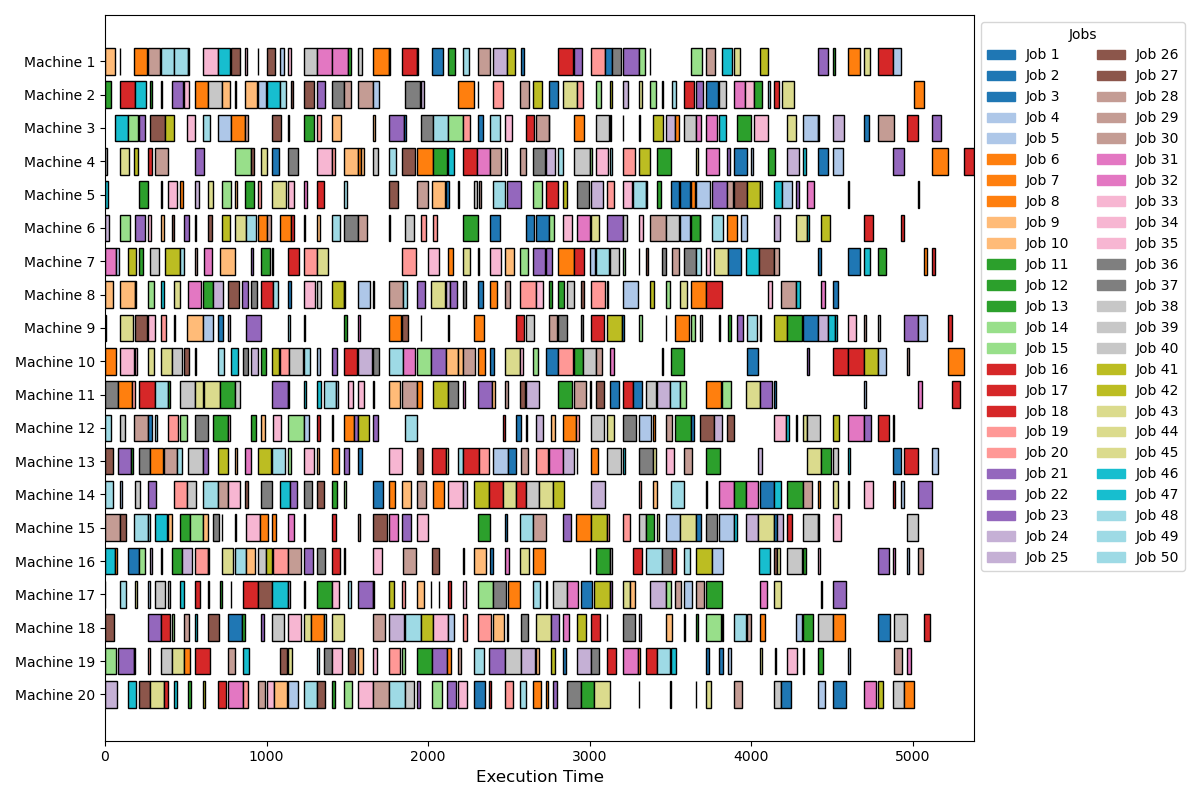 Machine 1
Machine 2
Machine 3
Machine 4
Machine 5
Machine 6
Machine 7
Machine 8
Machine 9
Machine 10
Machine 11
Machine 12
Machine 13
Machine 14
Machine 15
Machine 16
Machine 17
Machine 18
Machine 19
Machine 20
0 1000 2000 3000 4000 5000
Execution Time
Jobs
Job 1
Job 2
Job 3
Job 4
Job 5
Job 6
Job 7
Job 8
Job 9
Job 10
Job 11
Job 12
Job 13
Job 14
Job 15
Job 16
Job 17
Job 18
Job 19
Job 20
Job 21
Job 22
Job 23
Job 24
Job 25
Job 26
Job 27
Job 28
Job 29
Job 30
Job 31
Job 32
Job 33
Job 34
Job 35
Job 36
Job 37
Job 38
Job 39
Job 40
Job 41
Job 42
Job 43
Job 44
Job 45
Job 46
Job 47
Job 48
Job 49
Job 50